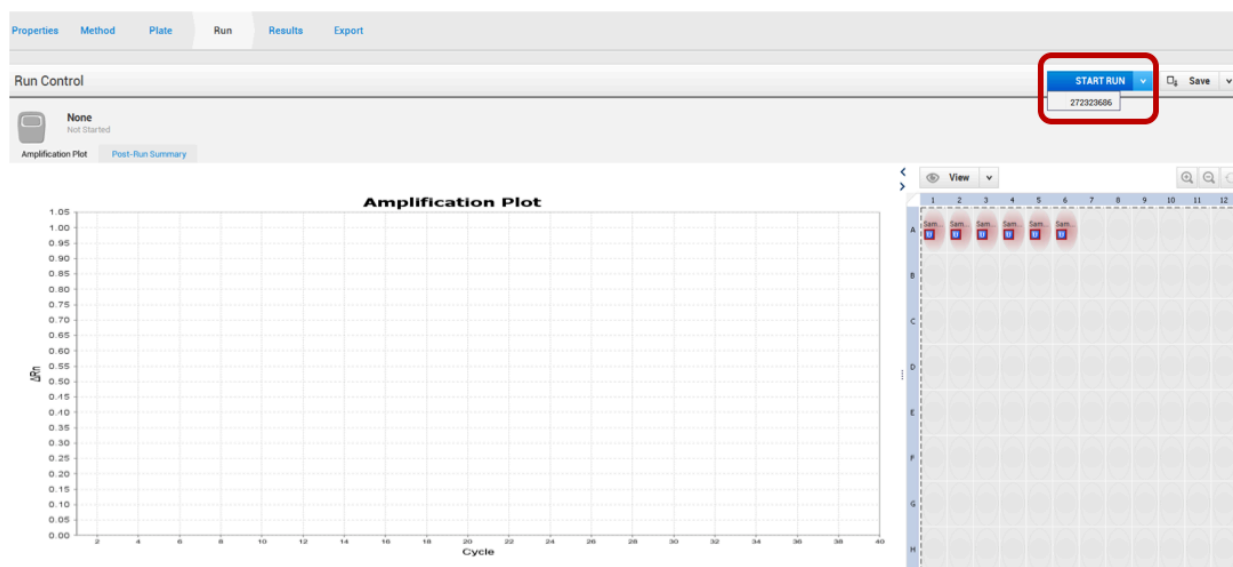 Properties Method Plate Run Results Export
Run Control
START RUN
Save
272323686
None
Not Started
Amplification Plot Post-Run Summary
View
Amplification Plot
1 2 3 4 5 6 7 8 9 10 11 12
1.05
1.00
0.95
0.90
0.85
0.80
0.75
0.70
0.65
0.60
0.55
0.50
0.45
0.40
0.35
0.30
0.25
0.20
0.15
0.10
0.05
0.00
ΔRn
2 4 6 8 10 12 14 16 18 20 22 24 26 28 30 32 34 36 38 40
Cycle
A
Sam... Sam... Sam... Sam... Sam... Sam...
U U U U U U
B
C
D
E
F
G
H